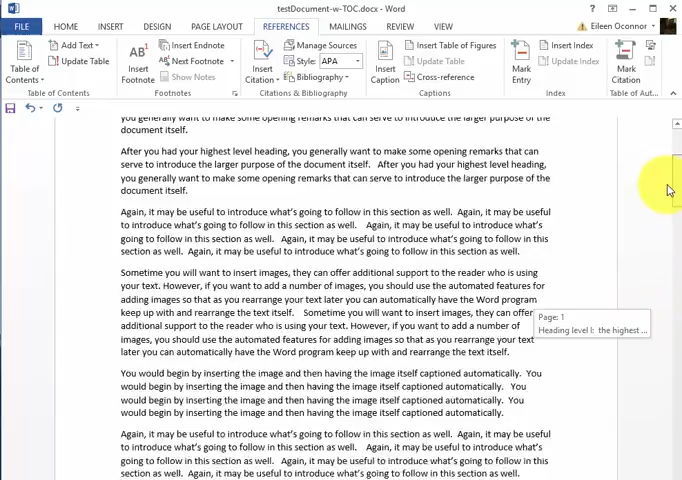 testDocument-w-TOC.docx - Word
FILE HOME INSERT DESIGN PAGE LAYOUT REFERENCES MAILINGS REVIEW VIEW Eileen Oconnor
Table of Contents
Add Text
Update Table
Table of Contents
AB¹
Insert Footnote
Insert Endnote
Next Footnote
Show Notes
Footnotes
Insert Citation
Manage Sources
Style: APA
Bibliography
Citations & Bibliography
Insert Caption
Insert Table of Figures
Update Table
Cross-reference
Captions
Mark Entry
Insert Index
Update Index
Index
Mark Citation
Table of Aut...
you generally want to make some opening remarks that can serve to introduce the larger purpose of the
document itself.
After you had your highest level heading, you generally want to make some opening remarks that can
serve to introduce the larger purpose of the document itself. After you had your highest level heading,
you generally want to make some opening remarks that can serve to introduce the larger purpose of the
document itself.
Again, it may be useful to introduce what's going to follow in this section as well. Again, it may be useful
to introduce what's going to follow in this section as well. Again, it may be useful to introduce what's
going to follow in this section as well. Again, it may be useful to introduce what's going to follow in this
section as well. Again, it may be useful to introduce what's going to follow in this section as well.
Sometime you will want to insert images, they can offer additional support to the reader who is using
your text. However, if you want to add a number of images, you should use the automated features for
adding images so that as you rearrange your text later you can automatically have the Word program
keep up with and rearrange the text itself. Sometime you will want to insert images, they can offer
additional support to the reader who is using your text. However, if you want to add a number of
images, you should use the automated features for adding images so that as you rearrange your text
later you can automatically have the Word program keep up with and rearrange the text itself.
Page: 1
Heading level I: the highest ...
You would begin by inserting the image and then having the image itself captioned automatically. You
would begin by inserting the image and then having the image itself captioned automatically. You
would begin by inserting the image and then having the image itself captioned automatically. You
would begin by inserting the image and then having the image itself captioned automatically.
Again, it may be useful to introduce what's going to follow in this section as well. Again, it may be useful
to introduce what's going to follow in this section as well. Again, it may be useful to introduce what's
going to follow in this section as well. Again, it may be useful to introduce what's going to follow in this
section as well. Again, it may be useful to introduce what's going to follow in this section as well.